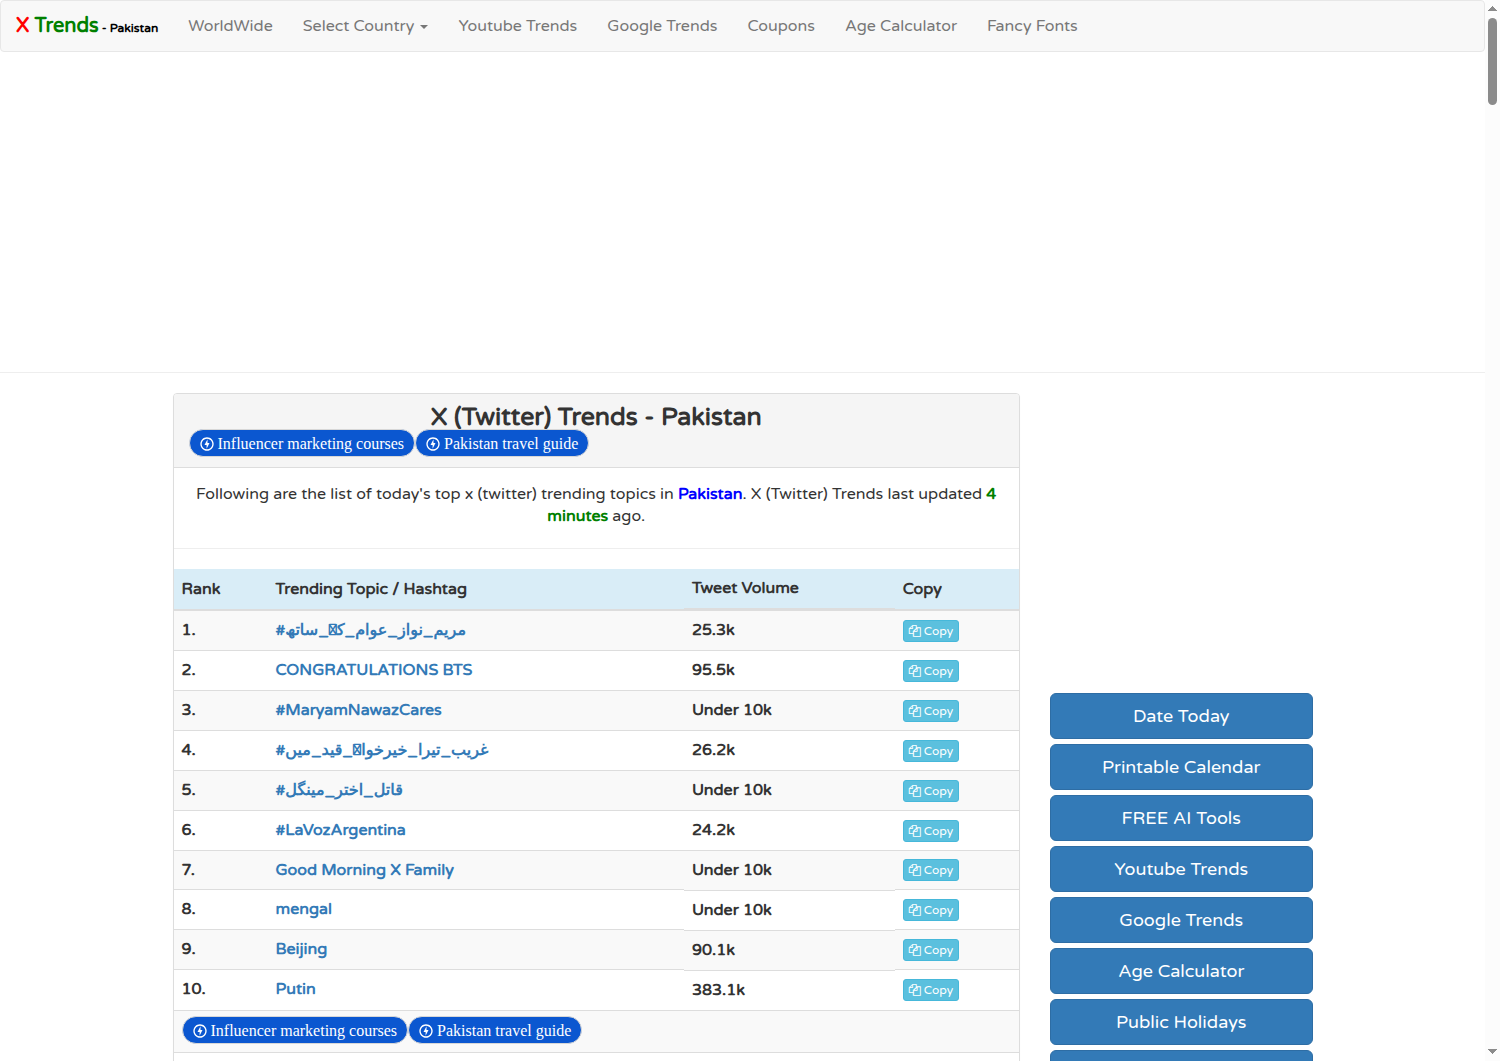 X Trends - Pakistan WorldWide Select Country Youtube Trends Google Trends Coupons Age Calculator Fancy Fonts
X (Twitter) Trends - Pakistan
Influencer marketing courses Pakistan travel guide
Following are the list of today's top x (twitter) trending topics in Pakistan. X (Twitter) Trends last updated 4
minutes ago.
Rank Trending Topic / Hashtag Tweet Volume Copy
1. 25.3k Copy
2. CONGRATULATIONS BTS 95.5k Copy
3. #MaryamNawazCares Under 10k Copy
4. 26.2k Copy
5. #قاتل_اختر_مینگل Under 10k Copy
6. #LaVozArgentina 24.2k Copy
7. Good Morning X Family Under 10k Copy
8. mengal Under 10k Copy
9. Beijing 90.1k Copy
10. Putin 383.1k Copy
Influencer marketing courses Pakistan travel guide
Date Today
Printable Calendar
FREE AI Tools
Youtube Trends
Google Trends
Age Calculator
Public Holidays